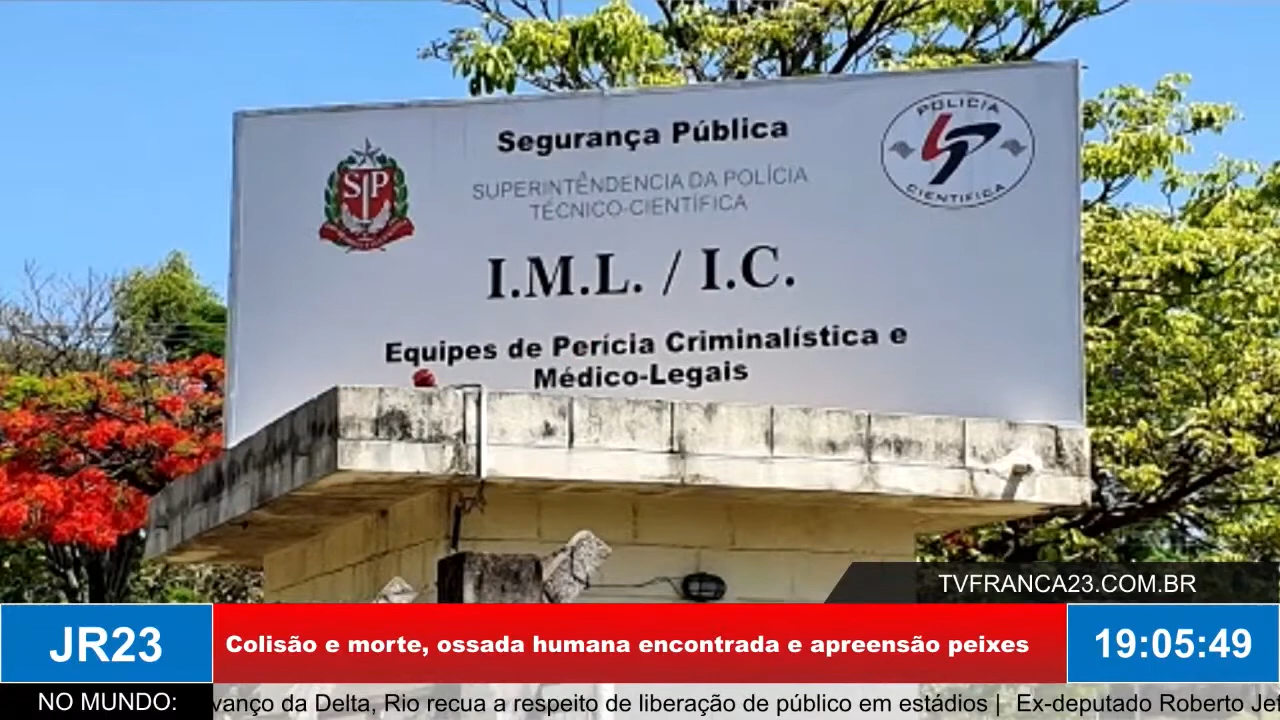 Segurança Pública
SUPERINTÊNDENCIA DA POLÍCIA
TÉCNICO-CIENTÍFICA
SP
POLICIA
CIENTIFICA
I.M.L. / I.C.
Equipes de Perícia Criminalística e
Médico-Legais
TVFRANCA23.COM.BR
JR23
Colisão e morte, ossada humana encontrada e apreensão peixes
19:05:49
NO MUNDO:
vanço da Delta, Rio recua a respeito de liberação de público em estádios | Ex-deputado Roberto Je